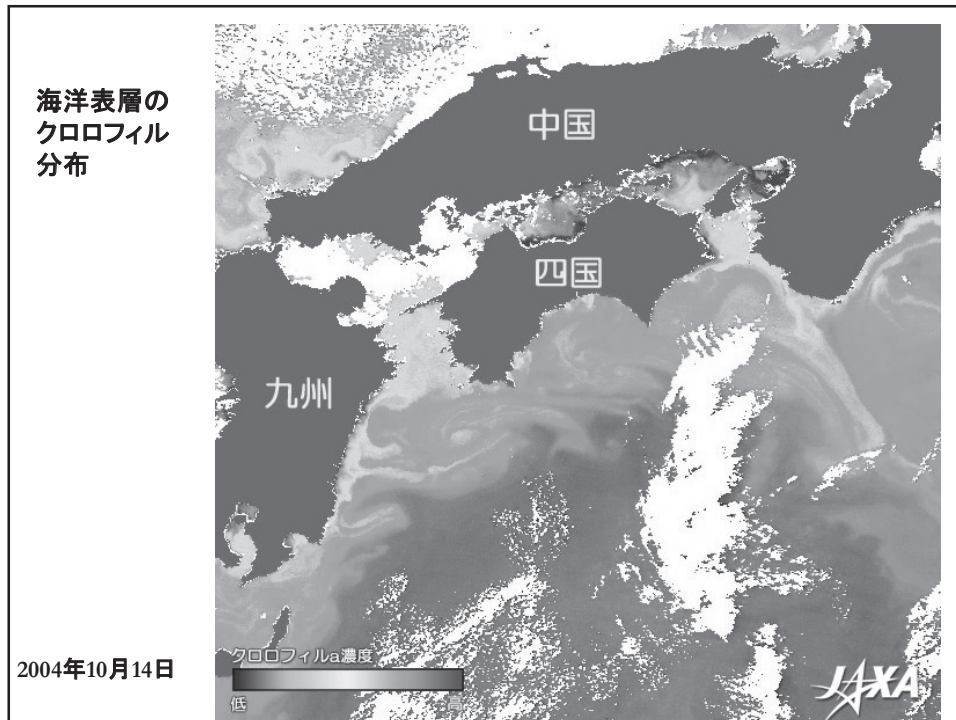 海洋表層の
クロロフィル
分布
中国
四国
九州
2004年10月14日
クロロフィルa濃度
低 高
JAXA